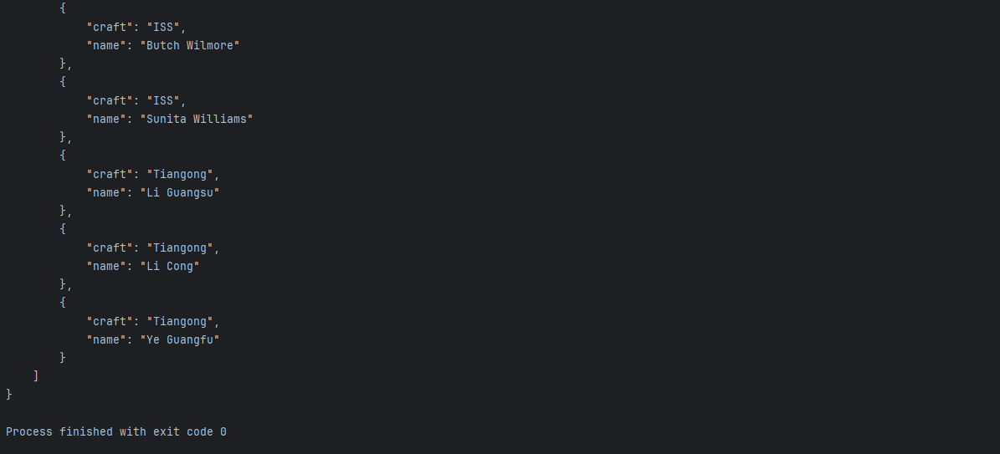 {
"craft": "ISS",
"name": "Butch Wilmore"
},
{
"craft": "ISS",
"name": "Sunita Williams"
},
{
"craft": "Tiangong",
"name": "Li Guangsu"
},
{
"craft": "Tiangong",
"name": "Li Cong"
},
{
"craft": "Tiangong",
"name": "Ye Guangfu"
}
]
}
Process finished with exit code 0